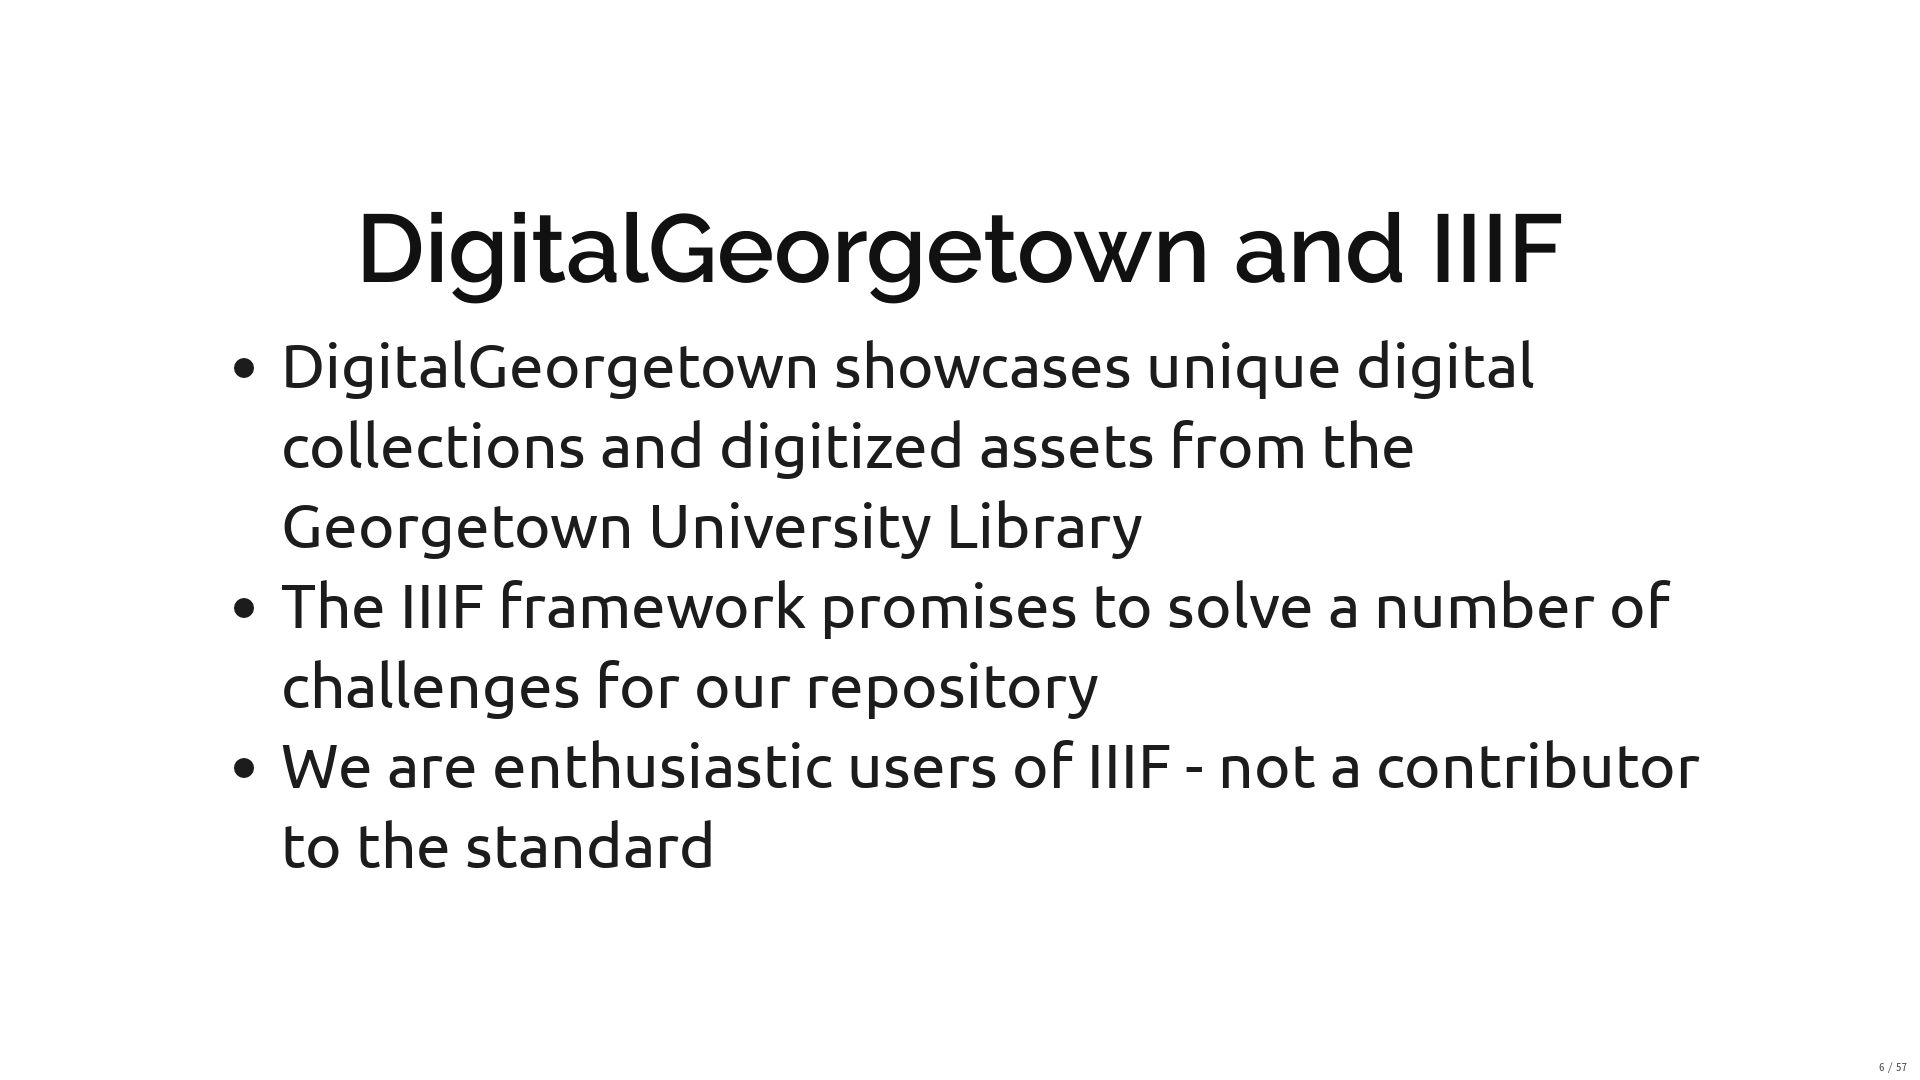 DigitalGeorgetown and IIIF
• DigitalGeorgetown showcases unique digital
collections and digitized assets from the
Georgetown University Library
• The IIIF framework promises to solve a number of
challenges for our repository
• We are enthusiastic users of IIIF - not a contributor
to the standard
6 / 57